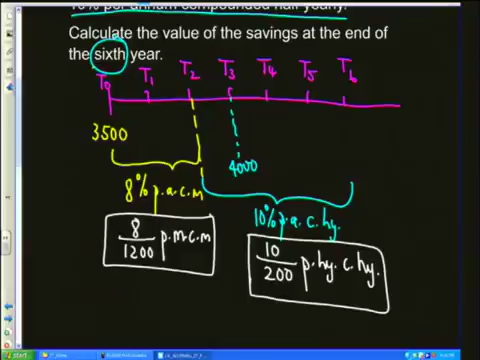 10% per annum compounded half yearly.
Calculate the value of the savings at the end of
the sixth year.
T0 T1 T2 T3 T4 T5 T6
3500
4000
8% p.a.c.m
10% p.a.c.hy.
8/1200 p.m.c.m
10/200 p.hy.c.hy.
start